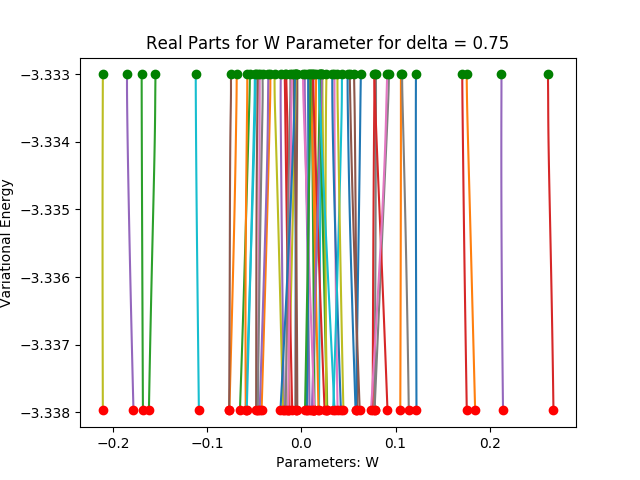 Real Parts for W Parameter for delta = 0.75
Variational Energy
−3.333
−3.334
−3.335
−3.336
−3.337
−3.338
−0.2 −0.1 0.0 0.1 0.2
Parameters: W